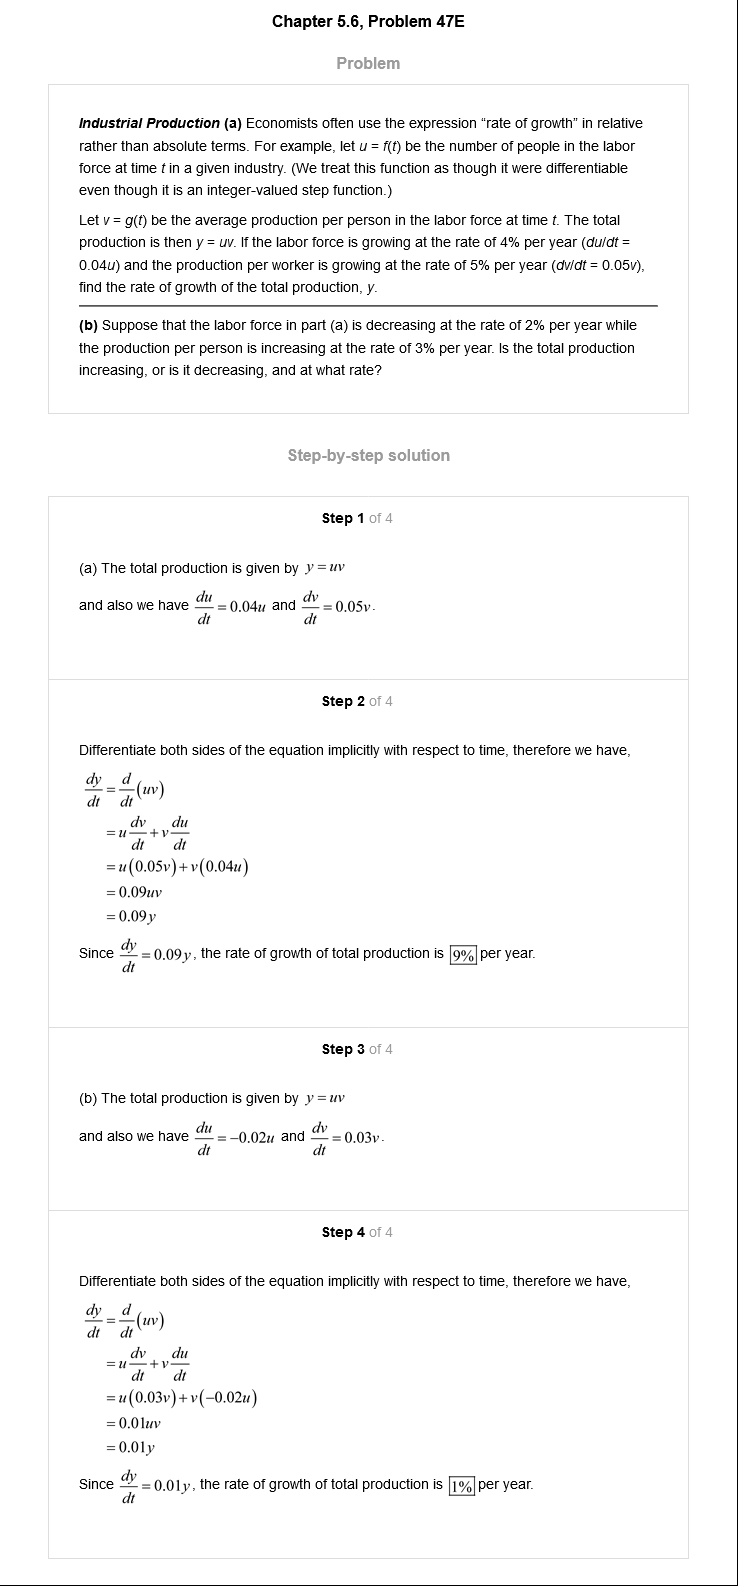 Chapter 5.6, Problem 47E
Problem
Industrial Production (a) Economists often use the expression “rate of growth” in relative
rather than absolute terms. For example, let u = f(t) be the number of people in the labor
force at time t in a given industry. (We treat this function as though it were differentiable
even though it is an integer-valued step function.)
Let v = g(t) be the average production per person in the labor force at time t. The total
production is then y = uv. If the labor force is growing at the rate of 4% per year (du/dt =
0.04u) and the production per worker is growing at the rate of 5% per year (dv/dt = 0.05v),
find the rate of growth of the total production, y.
(b) Suppose that the labor force in part (a) is decreasing at the rate of 2% per year while
the production per person is increasing at the rate of 3% per year. Is the total production
increasing, or is it decreasing, and at what rate?
Step-by-step solution
Step 1 of 4
(a) The total production is given by y = uv
and also we have du/dt = 0.04u and dv/dt = 0.05v.
Step 2 of 4
Differentiate both sides of the equation implicitly with respect to time, therefore we have,
dy/dt = d/dt (uv)
= u dv/dt + v du/dt
= u(0.05v) + v(0.04u)
= 0.09uv
= 0.09y
Since dy/dt = 0.09y, the rate of growth of total production is 9% per year.
Step 3 of 4
(b) The total production is given by y = uv
and also we have du/dt = −0.02u and dv/dt = 0.03v.
Step 4 of 4
Differentiate both sides of the equation implicitly with respect to time, therefore we have,
dy/dt = d/dt (uv)
= u dv/dt + v du/dt
= u(0.03v) + v(−0.02u)
= 0.01uv
= 0.01y
Since dy/dt = 0.01y, the rate of growth of total production is 1% per year.